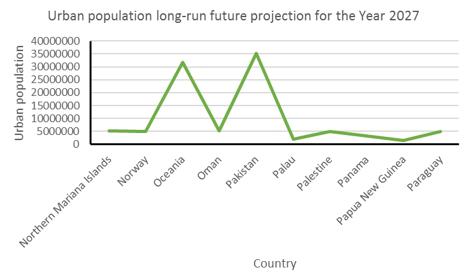 Urban population long-run future projection for the Year 2027
Urban population
40000000
35000000
30000000
25000000
20000000
15000000
10000000
5000000
0
Northern Mariana Islands
Norway
Oceania
Oman
Pakistan
Palau
Palestine
Panama
Papua New Guinea
Paraguay
Country